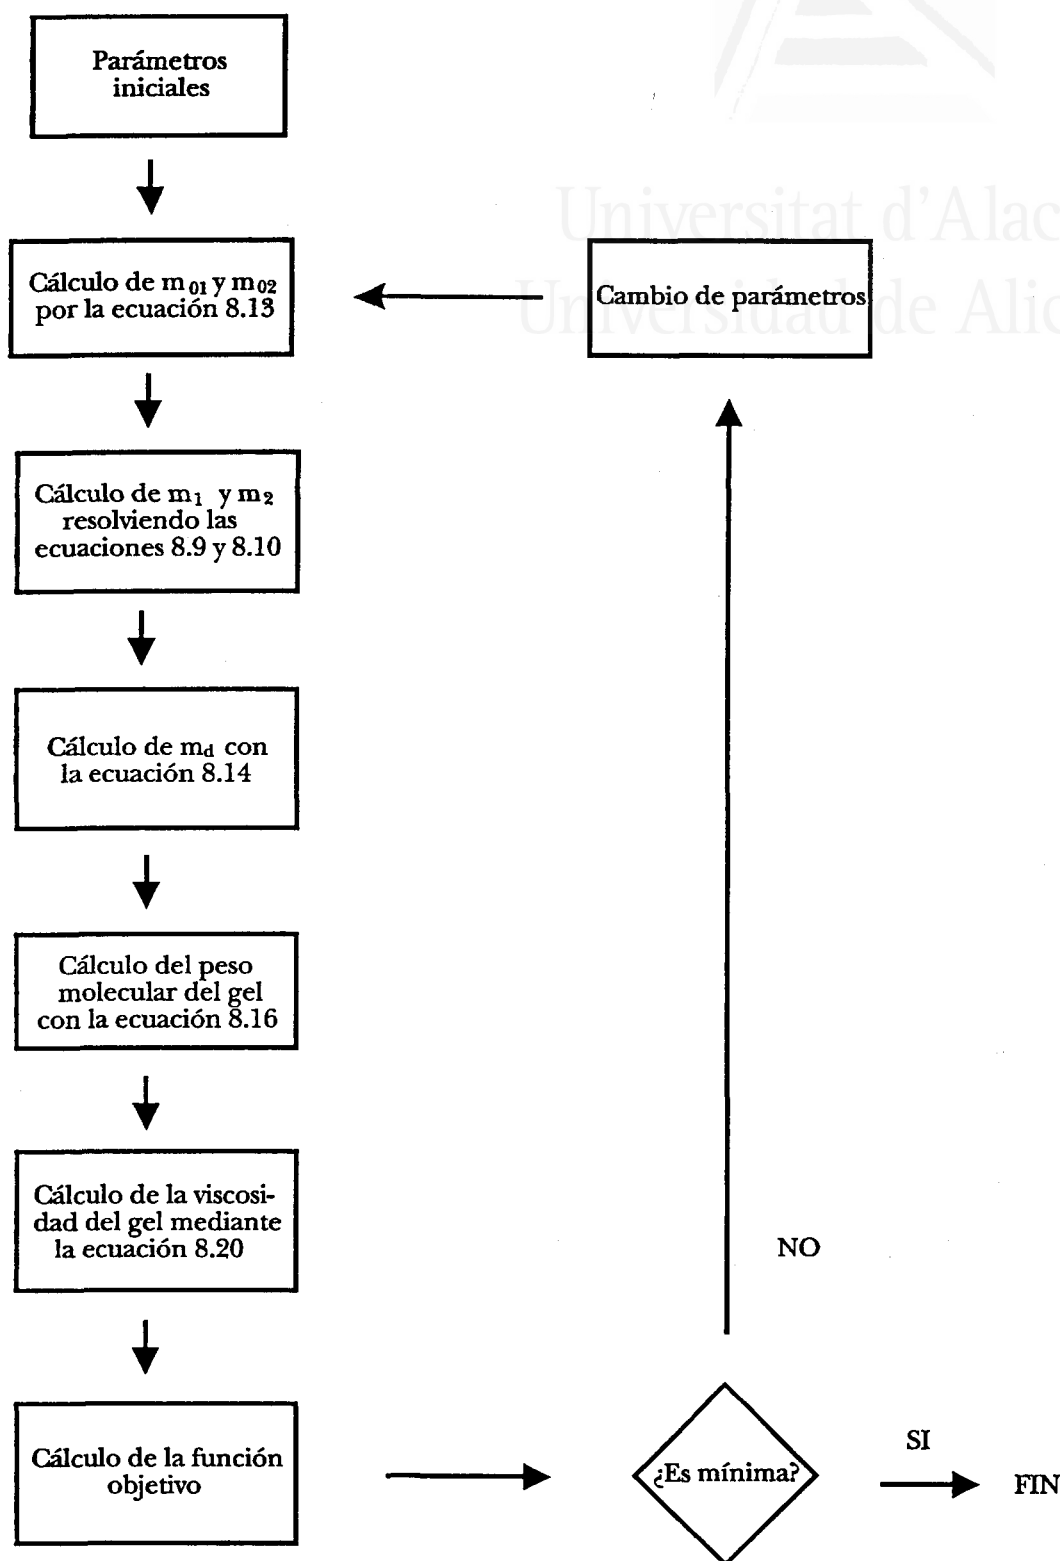 Parámetros
iniciales
Universitat d'Alac
Universidad de Alic
Cálculo de m01 y m02
por la ecuación 8.13
Cambio de parámetros
Cálculo de m1 y m2
resolviendo las
ecuaciones 8.9 y 8.10
Cálculo de md con
la ecuación 8.14
Cálculo del peso
molecular del gel
con la ecuación 8.16
Cálculo de la viscosi-
dad del gel mediante
la ecuación 8.20
NO
Cálculo de la función
objetivo
¿Es mínima?
SI
FIN